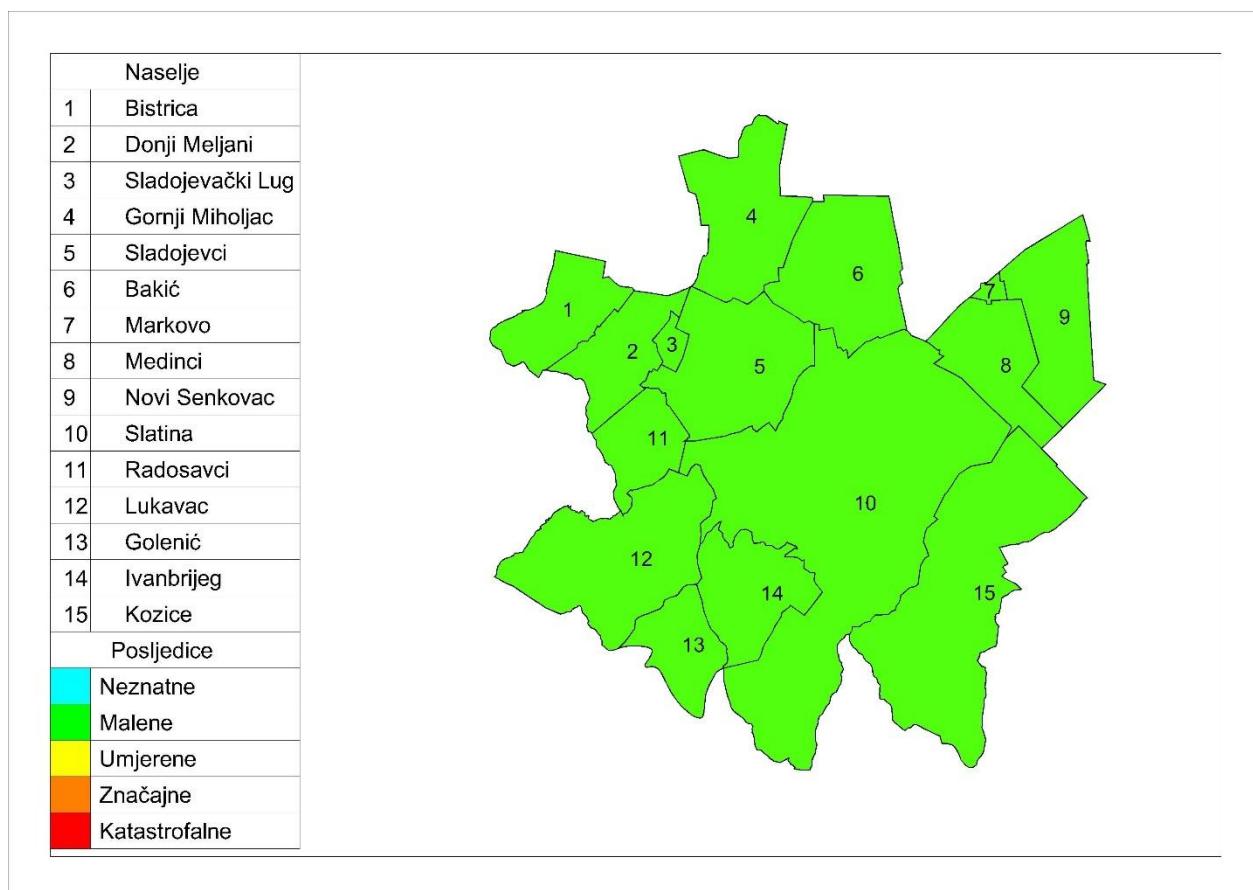 Naselje
1 Bistrica
2 Donji Meljani
3 Sladojevački Lug
4 Gornji Miholjac
5 Sladojevci
6 Bakić
7 Markovo
8 Medinci
9 Novi Senkovac
10 Slatina
11 Radosavci
12 Lukavac
13 Golenić
14 Ivanbrijeg
15 Kozice
Posljedice
Neznatne
Malene
Umjerene
Značajne
Katastrofalne
4
6
7
1
9
2
3
5
8
11
10
12
14
15
13